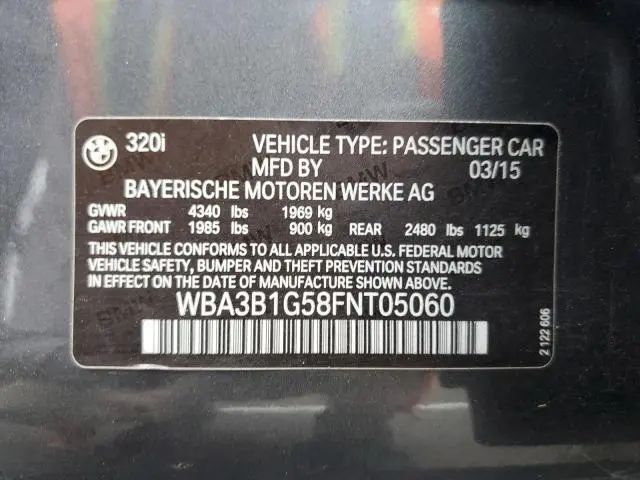 320i VEHICLE TYPE: PASSENGER CAR
MFD BY 03/15
BAYERISCHE MOTOREN WERKE AG
GVWR 4340 lbs 1969 kg
GAWR FRONT 1985 lbs 900 kg REAR 2480 lbs 1125 kg
THIS VEHICLE CONFORMS TO ALL APPLICABLE U.S. FEDERAL MOTOR
VEHICLE SAFETY, BUMPER AND THEFT PREVENTION STANDARDS
IN EFFECT ON THE DATE OF MANUFACTURE SHOWN ABOVE.
WBA3B1G58FNT05060
2 122 606